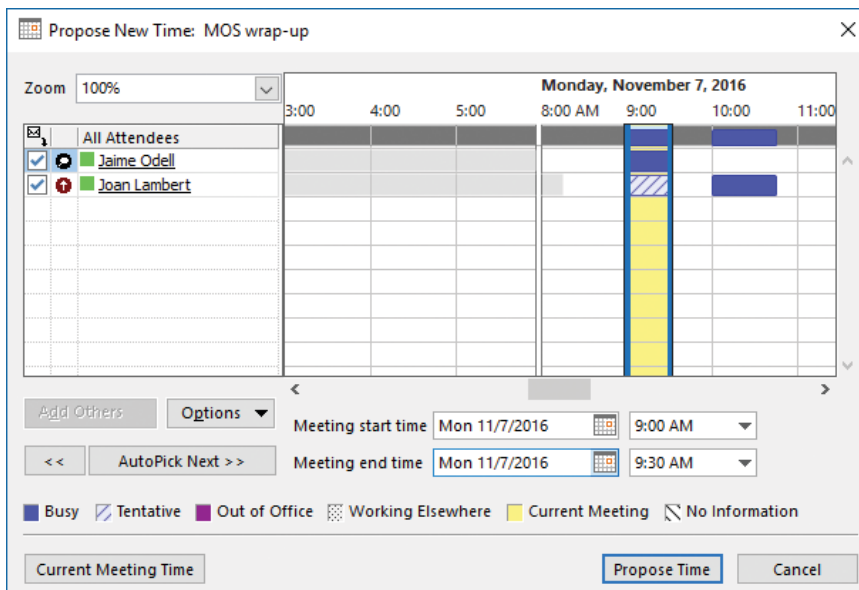 Propose New Time: MOS wrap-up
Zoom 100%
Monday, November 7, 2016
3:00 4:00 5:00 8:00 AM 9:00 10:00 11:00
All Attendees
Jaime Odell
Joan Lambert
Add Others Options
Meeting start time Mon 11/7/2016 9:00 AM
<< AutoPick Next >> Meeting end time Mon 11/7/2016 9:30 AM
Busy Tentative Out of Office Working Elsewhere Current Meeting No Information
Current Meeting Time Propose Time Cancel